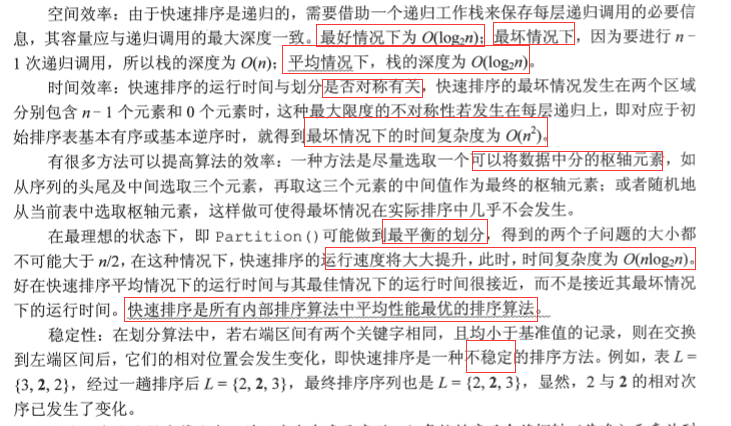 空间效率：由于快速排序是递归的，需要借助一个递归工作栈来保存每层递归调用的必要信
息，其容量应与递归调用的最大深度一致。最好情况下为 O(log₂n)；最坏情况下，因为要进行 n −
1 次递归调用，所以栈的深度为 O(n)；平均情况下，栈的深度为 O(log₂n)。
时间效率：快速排序的运行时间与划分是否对称有关，快速排序的最坏情况发生在两个区域
分别包含 n − 1 个元素和 0 个元素时，这种最大限度的不对称性若发生在每层递归上，即对应于初
始排序表基本有序或基本逆序时，就得到最坏情况下的时间复杂度为 O(n²)。
有很多方法可以提高算法的效率：一种方法是尽量选取一个可以将数据中分的枢轴元素，如
从序列的头尾及中间选取三个元素，再取这三个元素的中间值作为最终的枢轴元素；或者随机地
从当前表中选取枢轴元素，这样做可使得最坏情况在实际排序中几乎不会发生。
在最理想的状态下，即 Partition()可能做到最平衡的划分，得到的两个子问题的大小都
不可能大于 n/2，在这种情况下，快速排序的运行速度将大大提升，此时，时间复杂度为 O(nlog₂n)。
好在快速排序平均情况下的运行时间与其最佳情况下的运行时间很接近，而不是接近其最坏情况
下的运行时间。快速排序是所有内部排序算法中平均性能最优的排序算法。
稳定性：在划分算法中，若右端区间有两个关键字相同，且均小于基准值的记录，则在交换
到左端区间后，它们的相对位置会发生变化，即快速排序是一种不稳定的排序方法。例如，表 L =
{3, 2, 2}，经过一趟排序后 L = {2, 2, 3}，最终排序序列也是 L = {2, 2, 3}，显然，2 与 2 的相对次
序已发生了变化。